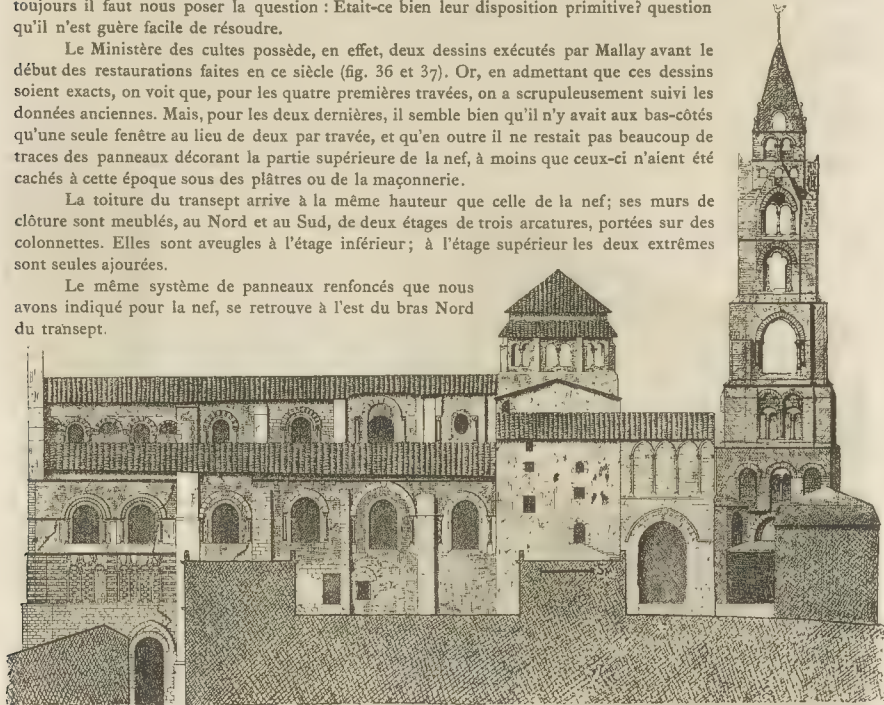 toujours il faut nous poser la question : Était-ce bien leur disposition primitive? question
qu'il n'est guère facile de résoudre.
Le Ministère des cultes possède, en effet, deux dessins exécutés par Mallay avant le
début des restaurations faites en ce siècle (fig. 36 et 37). Or, en admettant que ces dessins
soient exacts, on voit que, pour les quatre premières travées, on a scrupuleusement suivi les
données anciennes. Mais, pour les deux dernières, il semble bien qu'il n'y avait aux bas-côtés
qu'une seule fenêtre au lieu de deux par travée, et qu'en outre il ne restait pas beaucoup de
traces des panneaux décorant la partie supérieure de la nef, à moins que ceux-ci n'aient été
cachés à cette époque sous des plâtres ou de la maçonnerie.
La toiture du transept arrive à la même hauteur que celle de la nef; ses murs de
clôture sont meublés, au Nord et au Sud, de deux étages de trois arcatures, portées sur des
colonnettes. Elles sont aveugles à l'étage inférieur; à l'étage supérieur les deux extrêmes
sont seules ajourées.
Le même système de panneaux renfoncés que nous
avons indiqué pour la nef, se retrouve à l'est du bras Nord
du transept.